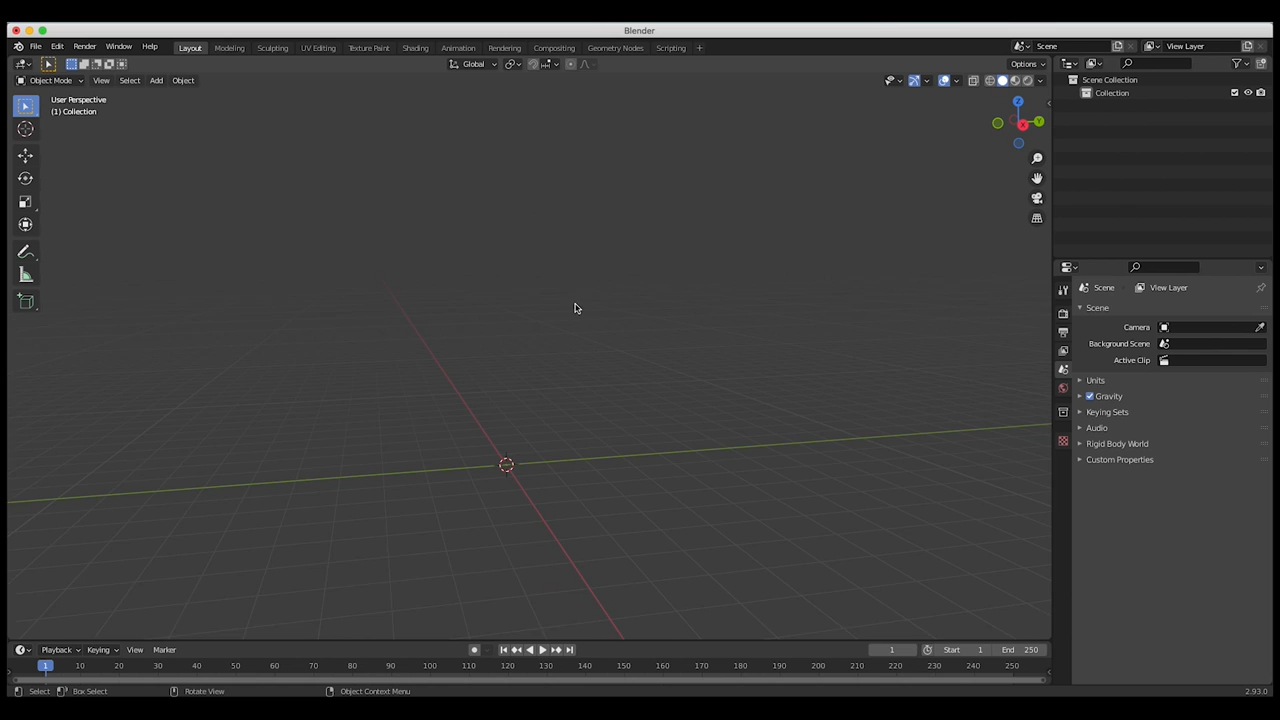 Blender
File Edit Render Window Help Layout Modeling Sculpting UV Editing Texture Paint Shading Animation Rendering Compositing Geometry Nodes Scripting + Scene View Layer
Global Options
Object Mode View Select Add Object
User Perspective
(1) Collection
Z
Y
X
Scene Collection
Collection
Scene View Layer
Scene
Camera
Background Scene
Active Clip
Units
Gravity
Keying Sets
Audio
Rigid Body World
Custom Properties
Playback Keying View Marker 1 Start 1 End 250
1 10 20 30 40 50 60 70 80 90 100 110 120 130 140 150 160 170 180 190 200 210 220 230 240 250
Select Box Select Rotate View Object Context Menu 2.93.0